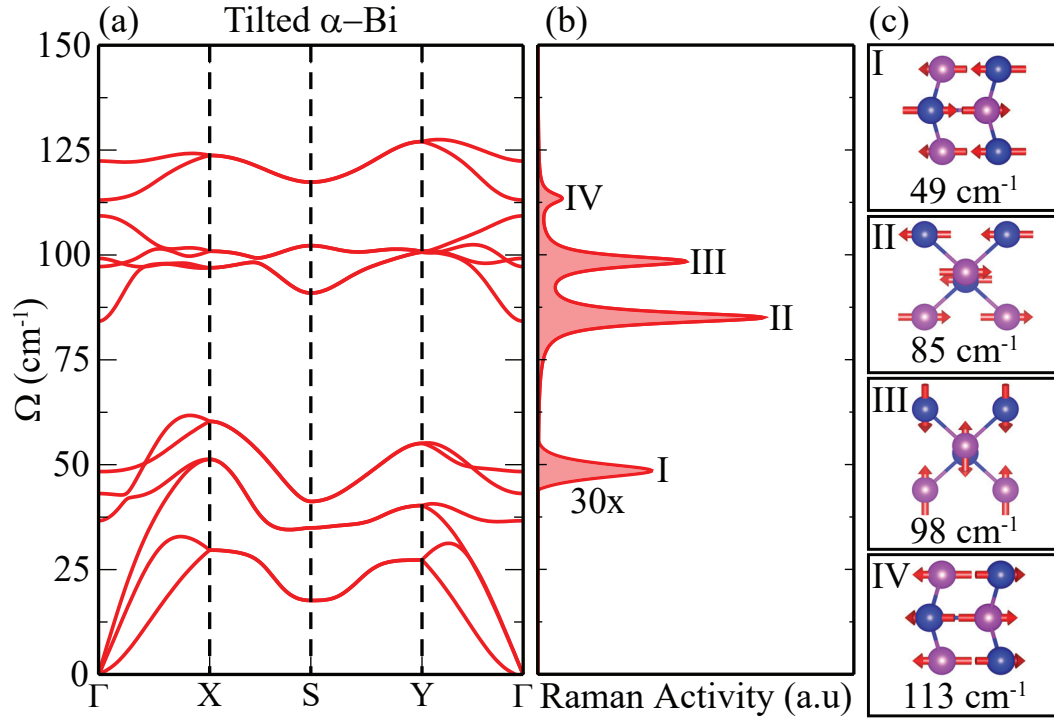 (a) Tilted α−Bi (b) (c)
150
125
100
75
50
25
0
Ω (cm-1)
Γ X S Y Γ
IV
III
II
I
30x
Raman Activity (a.u)
I
49 cm-1
II
85 cm-1
III
98 cm-1
IV
113 cm-1